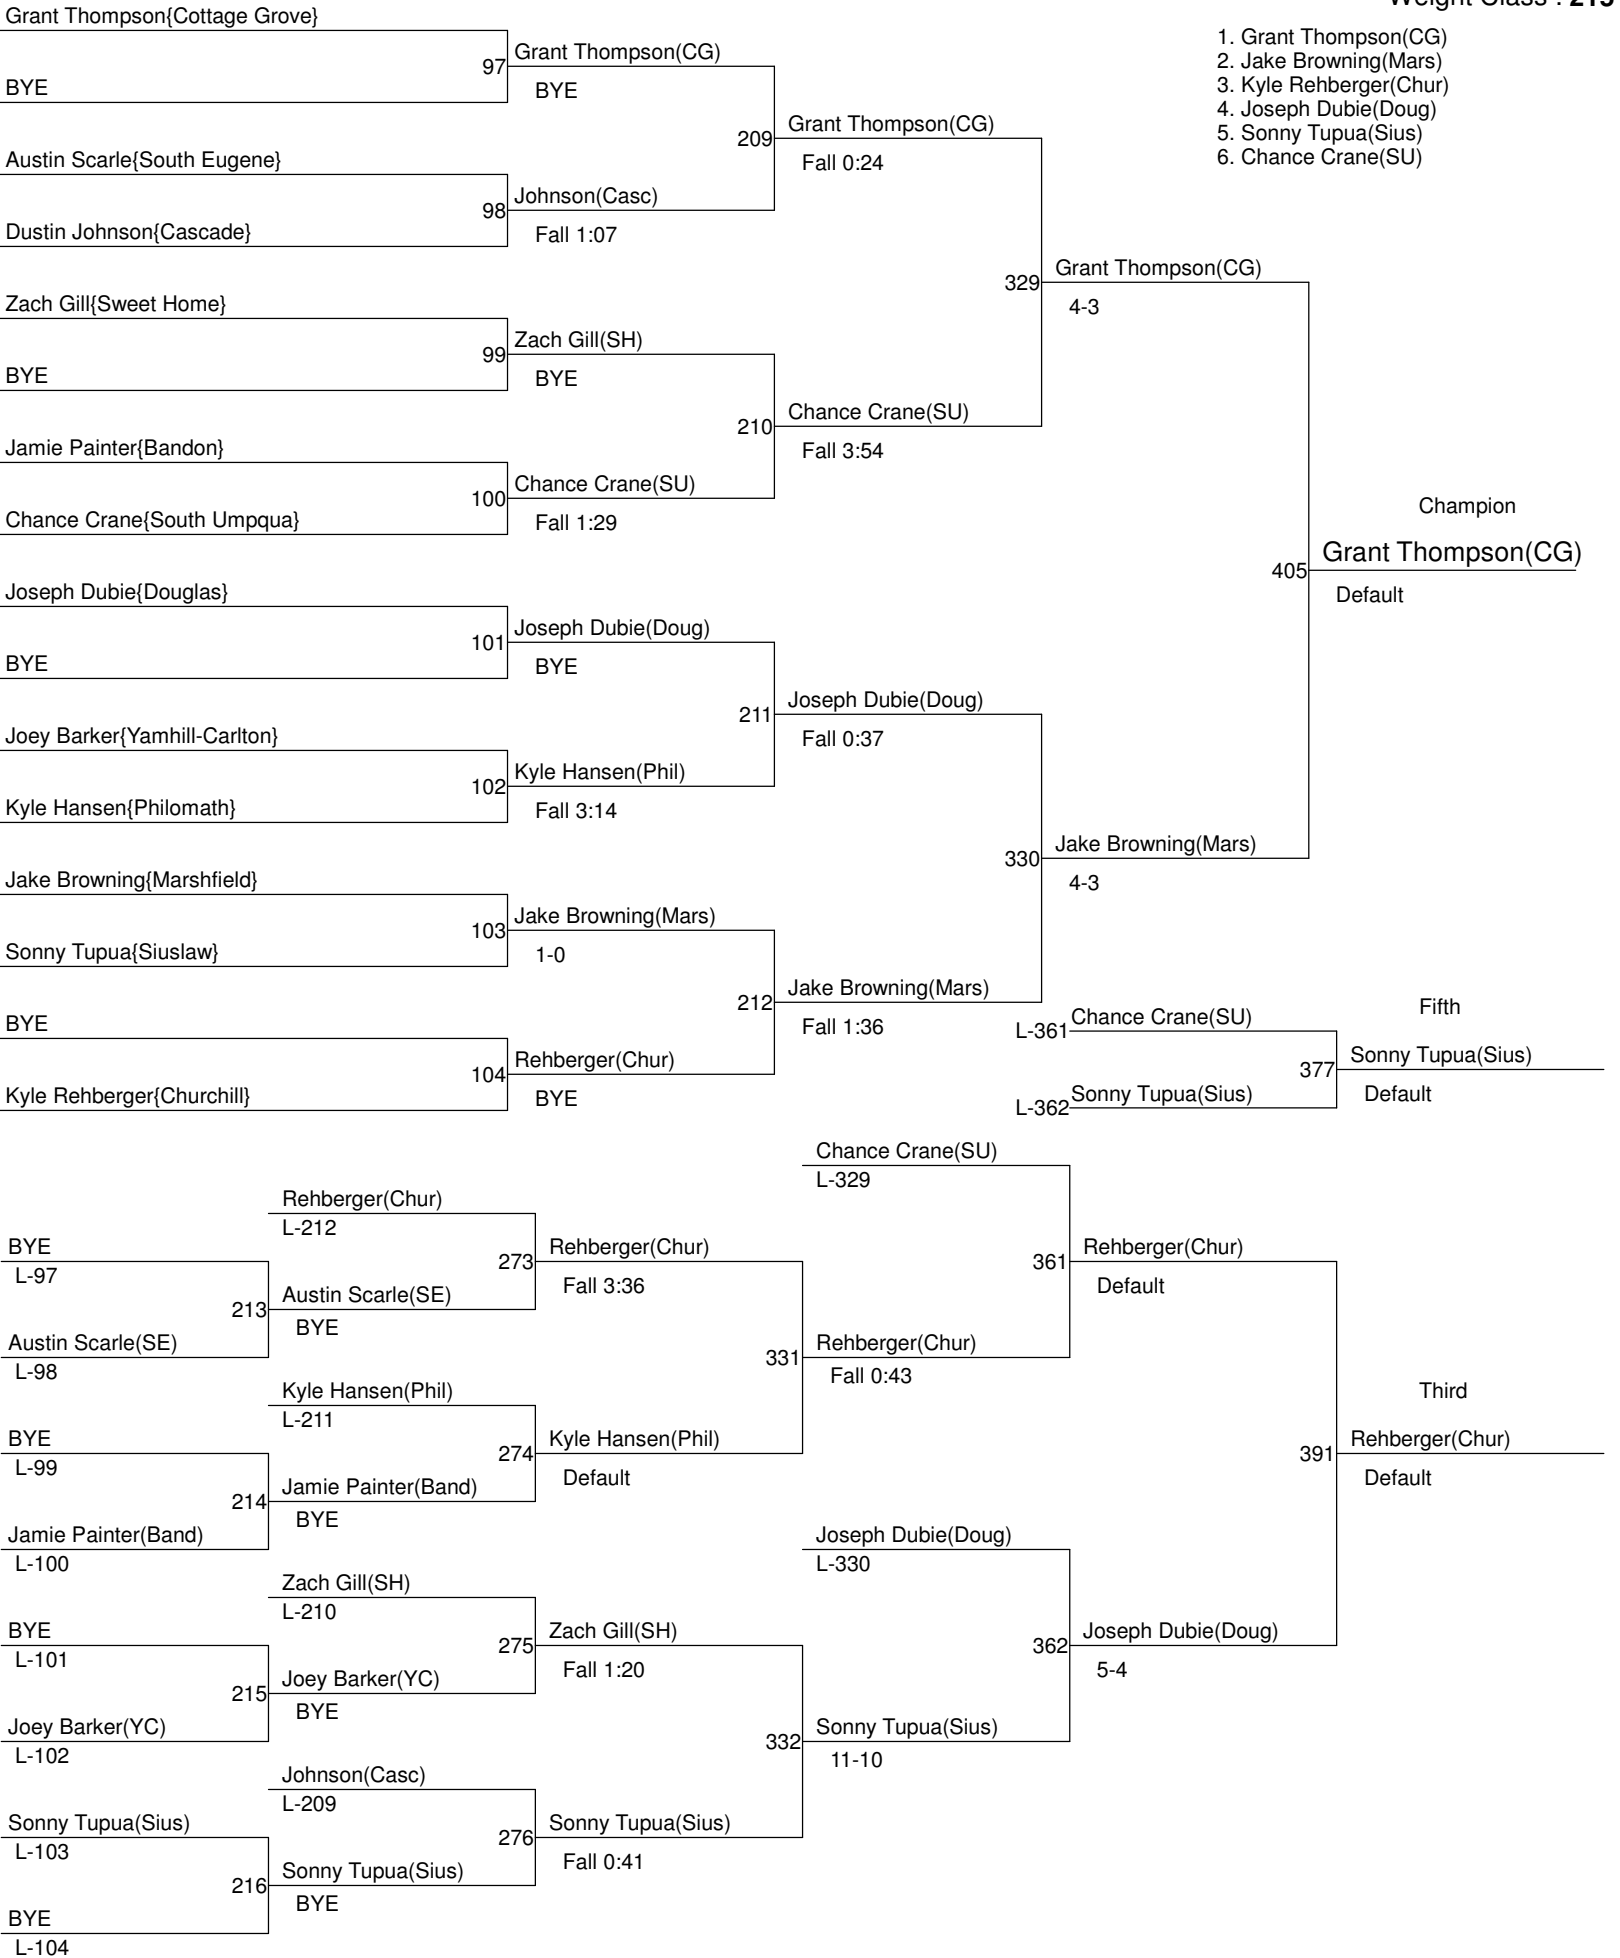 Weight Class : 215
1. Grant Thompson(CG)
2. Jake Browning(Mars)
3. Kyle Rehberger(Chur)
4. Joseph Dubie(Doug)
5. Sonny Tupua(Sius)
6. Chance Crane(SU)
Grant Thompson{Cottage Grove}
BYE
97
Grant Thompson(CG)
BYE
Austin Scarle{South Eugene}
Dustin Johnson{Cascade}
98
Johnson(Casc)
Fall 1:07
209
Grant Thompson(CG)
Fall 0:24
Zach Gill{Sweet Home}
BYE
99
Zach Gill(SH)
BYE
Jamie Painter{Bandon}
Chance Crane{South Umpqua}
100
Chance Crane(SU)
Fall 1:29
210
Chance Crane(SU)
Fall 3:54
329
Grant Thompson(CG)
4-3
Joseph Dubie{Douglas}
BYE
101
Joseph Dubie(Doug)
BYE
Joey Barker{Yamhill-Carlton}
Kyle Hansen{Philomath}
102
Kyle Hansen(Phil)
Fall 3:14
211
Joseph Dubie(Doug)
Fall 0:37
Jake Browning{Marshfield}
Sonny Tupua{Siuslaw}
103
Jake Browning(Mars)
1-0
BYE
Kyle Rehberger{Churchill}
104
Rehberger(Chur)
BYE
212
Jake Browning(Mars)
Fall 1:36
330
Jake Browning(Mars)
4-3
405
Champion
Grant Thompson(CG)
Default
L-361
Chance Crane(SU)
L-362
Sonny Tupua(Sius)
377
Fifth
Sonny Tupua(Sius)
Default
BYE
L-97
Austin Scarle(SE)
L-98
213
Rehberger(Chur)
L-212
Austin Scarle(SE)
BYE
273
Rehberger(Chur)
Fall 3:36
BYE
L-99
Jamie Painter(Band)
L-100
214
Kyle Hansen(Phil)
L-211
Jamie Painter(Band)
BYE
274
Kyle Hansen(Phil)
Default
331
Chance Crane(SU)
L-329
Rehberger(Chur)
Fall 0:43
361
Rehberger(Chur)
Default
BYE
L-101
Joey Barker(YC)
L-102
215
Zach Gill(SH)
L-210
Joey Barker(YC)
BYE
275
Zach Gill(SH)
Fall 1:20
Sonny Tupua(Sius)
L-103
BYE
L-104
216
Johnson(Casc)
L-209
Sonny Tupua(Sius)
BYE
276
Sonny Tupua(Sius)
Fall 0:41
332
Joseph Dubie(Doug)
L-330
Sonny Tupua(Sius)
11-10
362
Joseph Dubie(Doug)
5-4
391
Third
Rehberger(Chur)
Default